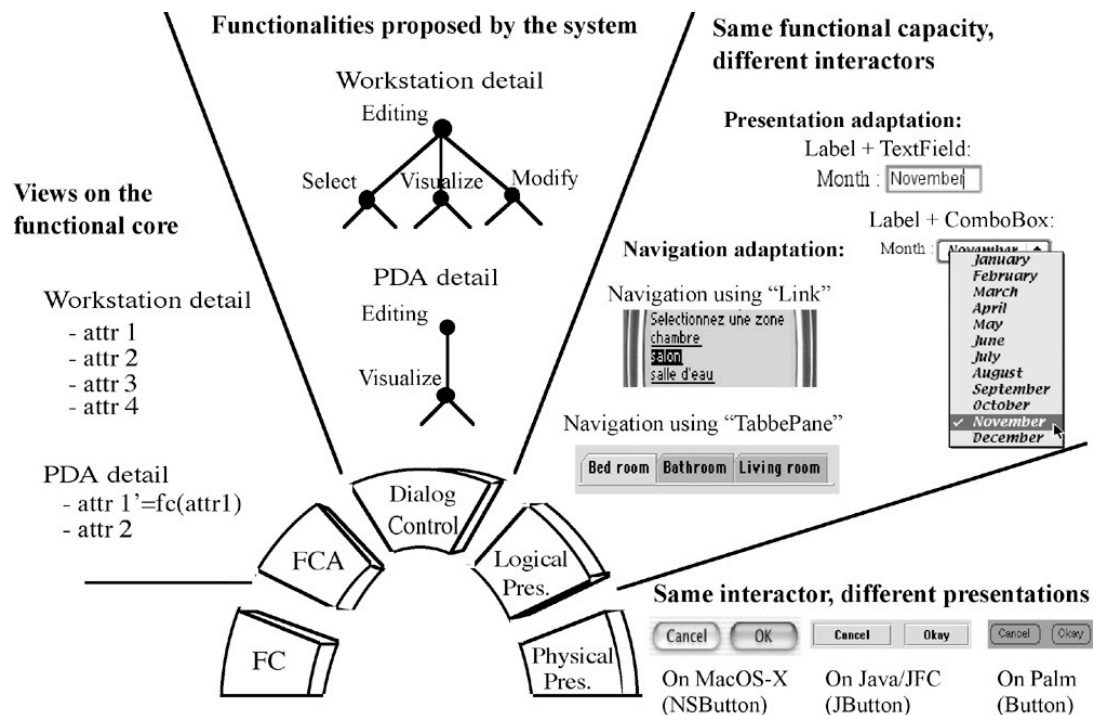 Functionalities proposed by the system
Workstation detail
Editing
Select
Visualize
Modify
PDA detail
Editing
Visualize
Views on the
functional core
Workstation detail
- attr 1
- attr 2
- attr 3
- attr 4
PDA detail
- attr 1'=fc(attr1)
- attr 2
Same functional capacity,
different interactors
Presentation adaptation:
Label + TextField:
Month : November
Label + ComboBox:
Month : November
January
February
March
April
May
June
July
August
September
October
November
December
Navigation adaptation:
Navigation using “Link”
Selectionnez une zone
chambre
salon
salle d'eau
Navigation using “TabbePane”
Bed room Bathroom Living room
FC
FCA
Dialog
Control
Logical
Pres.
Physical
Pres.
Same interactor, different presentations
Cancel OK
On MacOS-X
(NSButton)
Cancel Okay
On Java/JFC
(JButton)
Cancel Okay
On Palm
(Button)